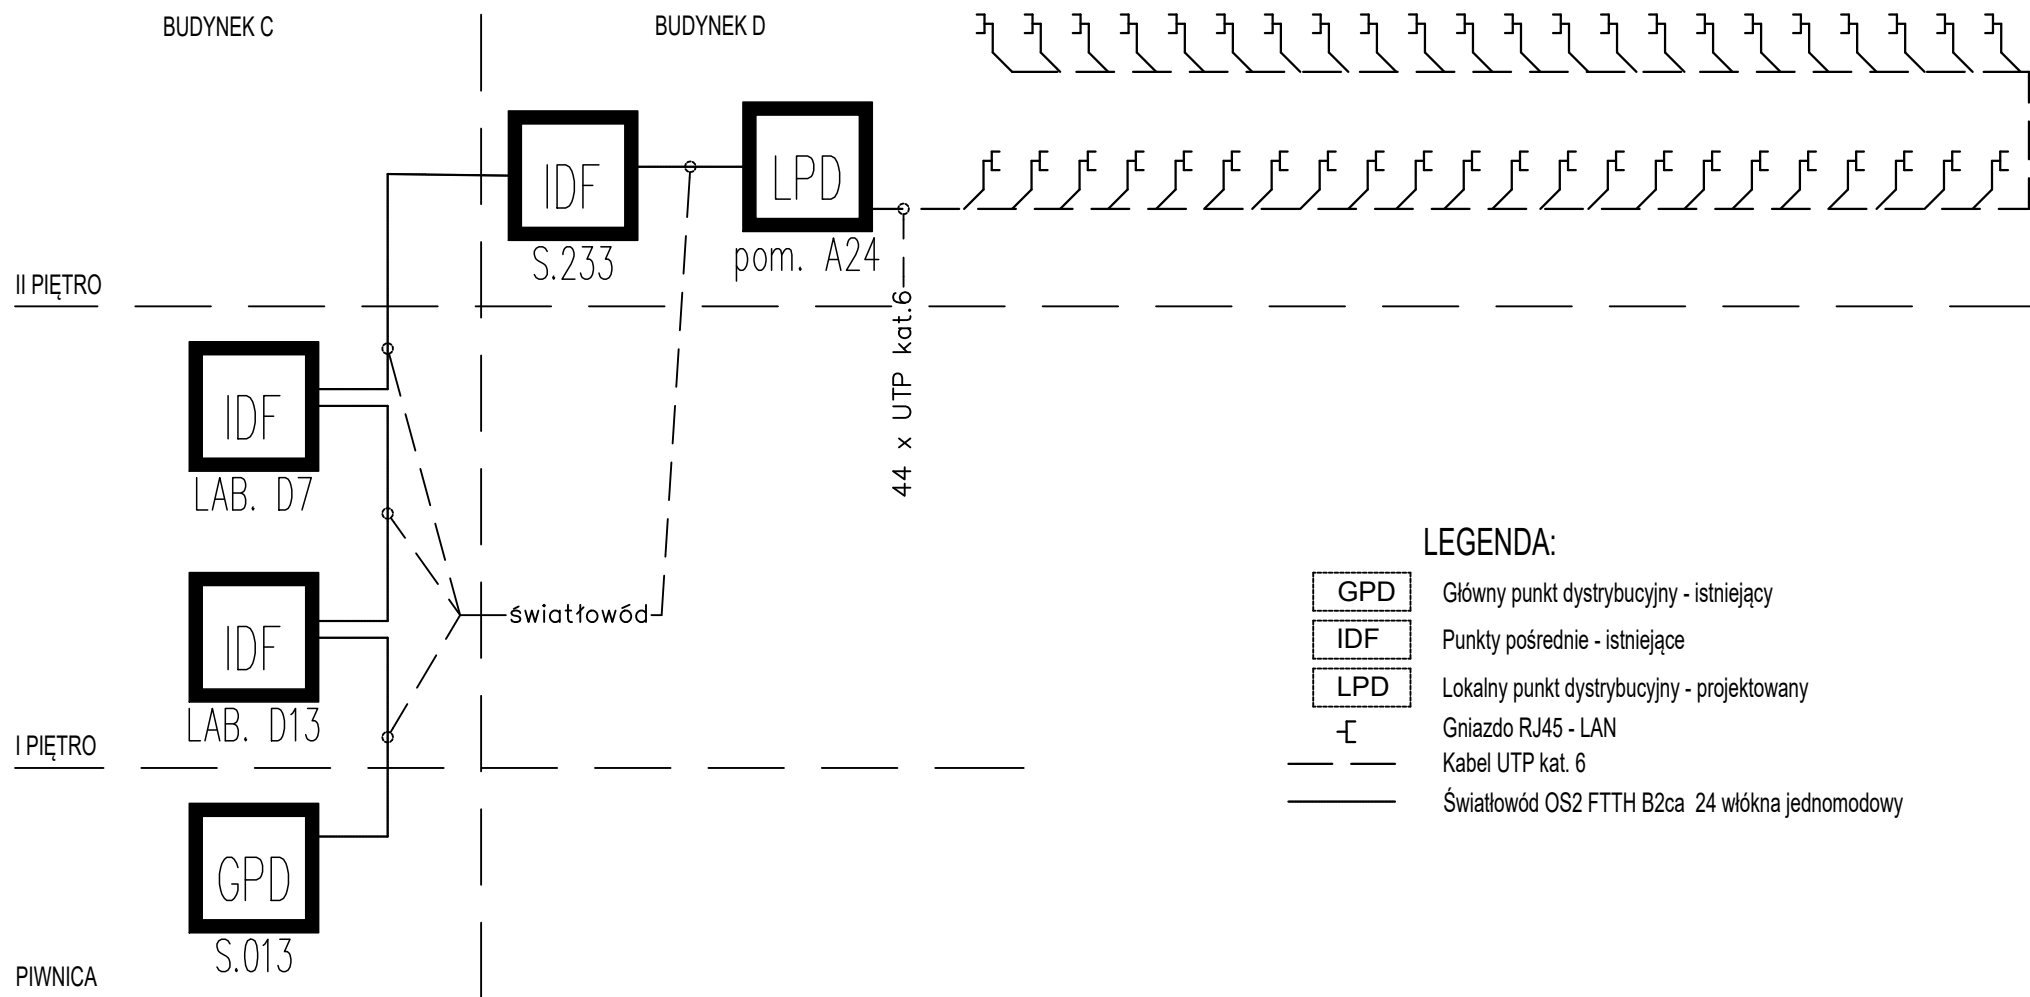 BUDYNEK C
BUDYNEK D
IDF
S.233
LPD
pom. A24
44 x UTP kat.6
II PIĘTRO
IDF
LAB. D7
światłowód
IDF
LAB. D13
I PIĘTRO
GPD
S.013
PIWNICA
LEGENDA:
GPD Główny punkt dystrybucyjny - istniejący
IDF Punkty pośrednie - istniejące
LPD Lokalny punkt dystrybucyjny - projektowany
Gniazdo RJ45 - LAN
Kabel UTP kat. 6
Światłowód OS2 FTTH B2ca 24 włókna jednomodowy